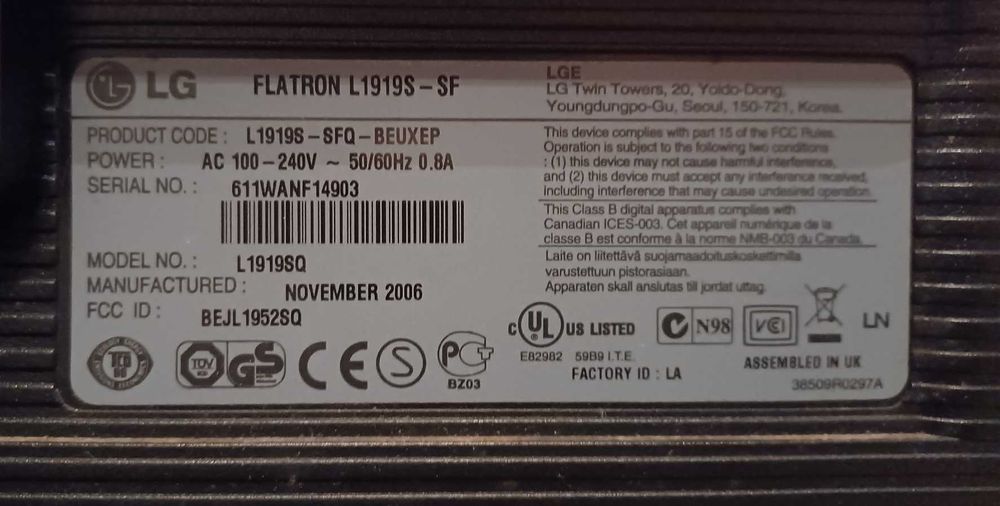 LG FLATRON L1919S-SF
LGE
LG Twin Towers, 20, Yoido-Dong,
Youngdungpo-Gu, Seoul, 150-721, Korea.
PRODUCT CODE : L1919S-SFQ-BEUXEP
POWER : AC 100-240V ~ 50/60Hz 0.8A
SERIAL NO. : 611WANF14903
MODEL NO. : L1919SQ
MANUFACTURED : NOVEMBER 2006
FCC ID : BEJL1952SQ
This device complies with part 15 of the FCC Rules.
Operation is subject to the following two conditions
: (1) this device may not cause harmful interference,
and (2) this device must accept any interference received,
including interference that may cause undesired operation.
This Class B digital apparatus complies with
Canadian ICES-003. Cet appareil numérique de la
classe B est conforme à la norme NMB-003 du Canada.
Laite on liitettävä suojamaadoituskoskettimilla
varustettuun pistorasiaan.
Apparaten skall anslutas till jordat uttag.
TCO
TÜV GS CE S PCT
BZ03
C UL US LISTED
E82982 59B9 I.T.E.
FACTORY ID : LA
N98 VCI LN
ASSEMBLED IN UK
38509R0297A